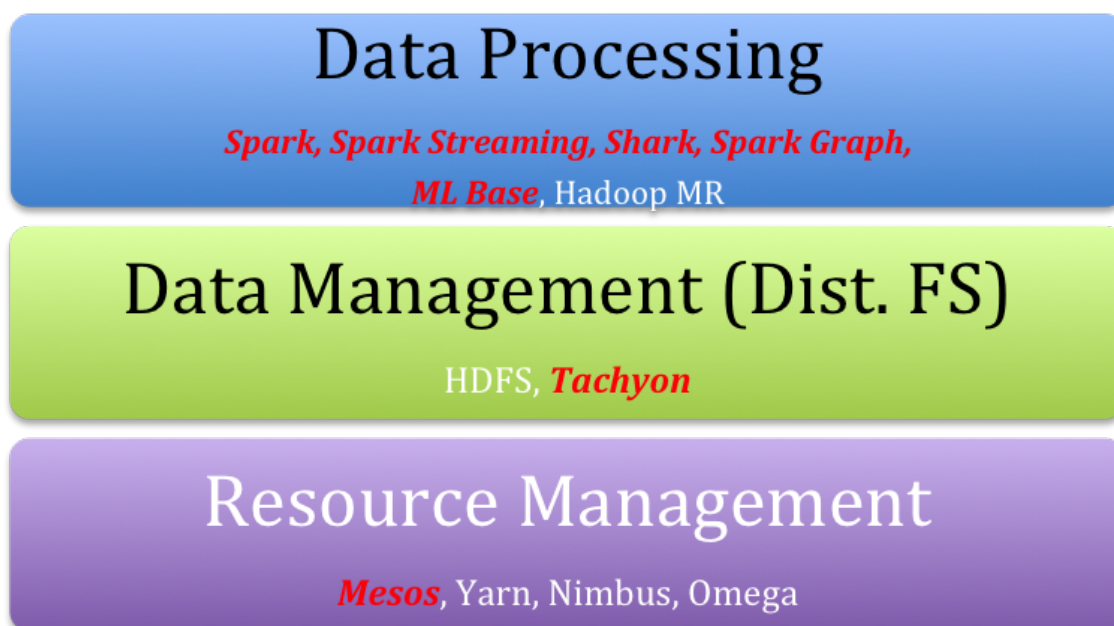 Data Processing
Spark, Spark Streaming, Shark, Spark Graph,
ML Base, Hadoop MR
Data Management (Dist. FS)
HDFS, Tachyon
Resource Management
Mesos, Yarn, Nimbus, Omega